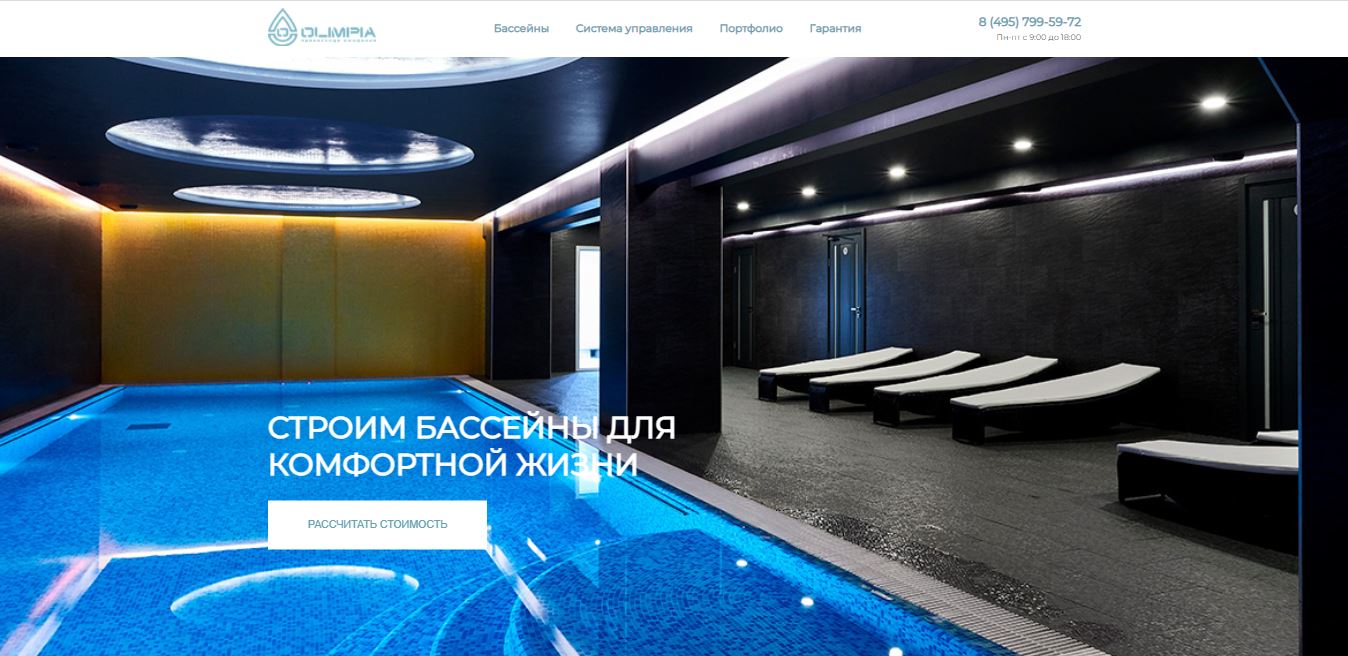 OLIMPIA
Бассейны
Система управления
Портфолио
Гарантия
8 (495) 799-59-72
Пн-пт с 9:00 до 18:00
СТРОИМ БАССЕЙНЫ ДЛЯ
КОМФОРТНОЙ ЖИЗНИ
РАССЧИТАТЬ СТОИМОСТЬ